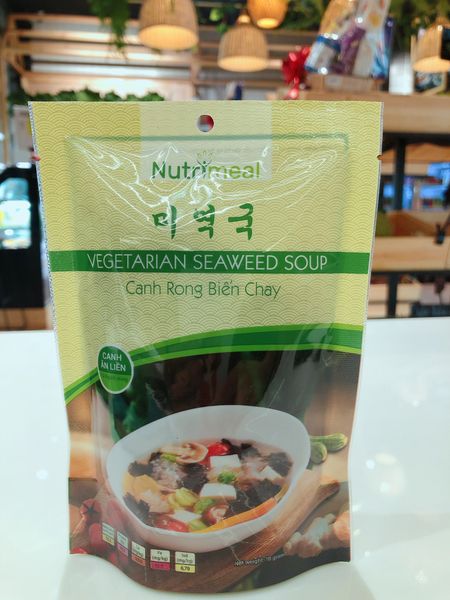 Nutrimeal
미역국
VEGETARIAN SEAWEED SOUP
Canh Rong Biển Chay
CANH
ĂN LIỀN